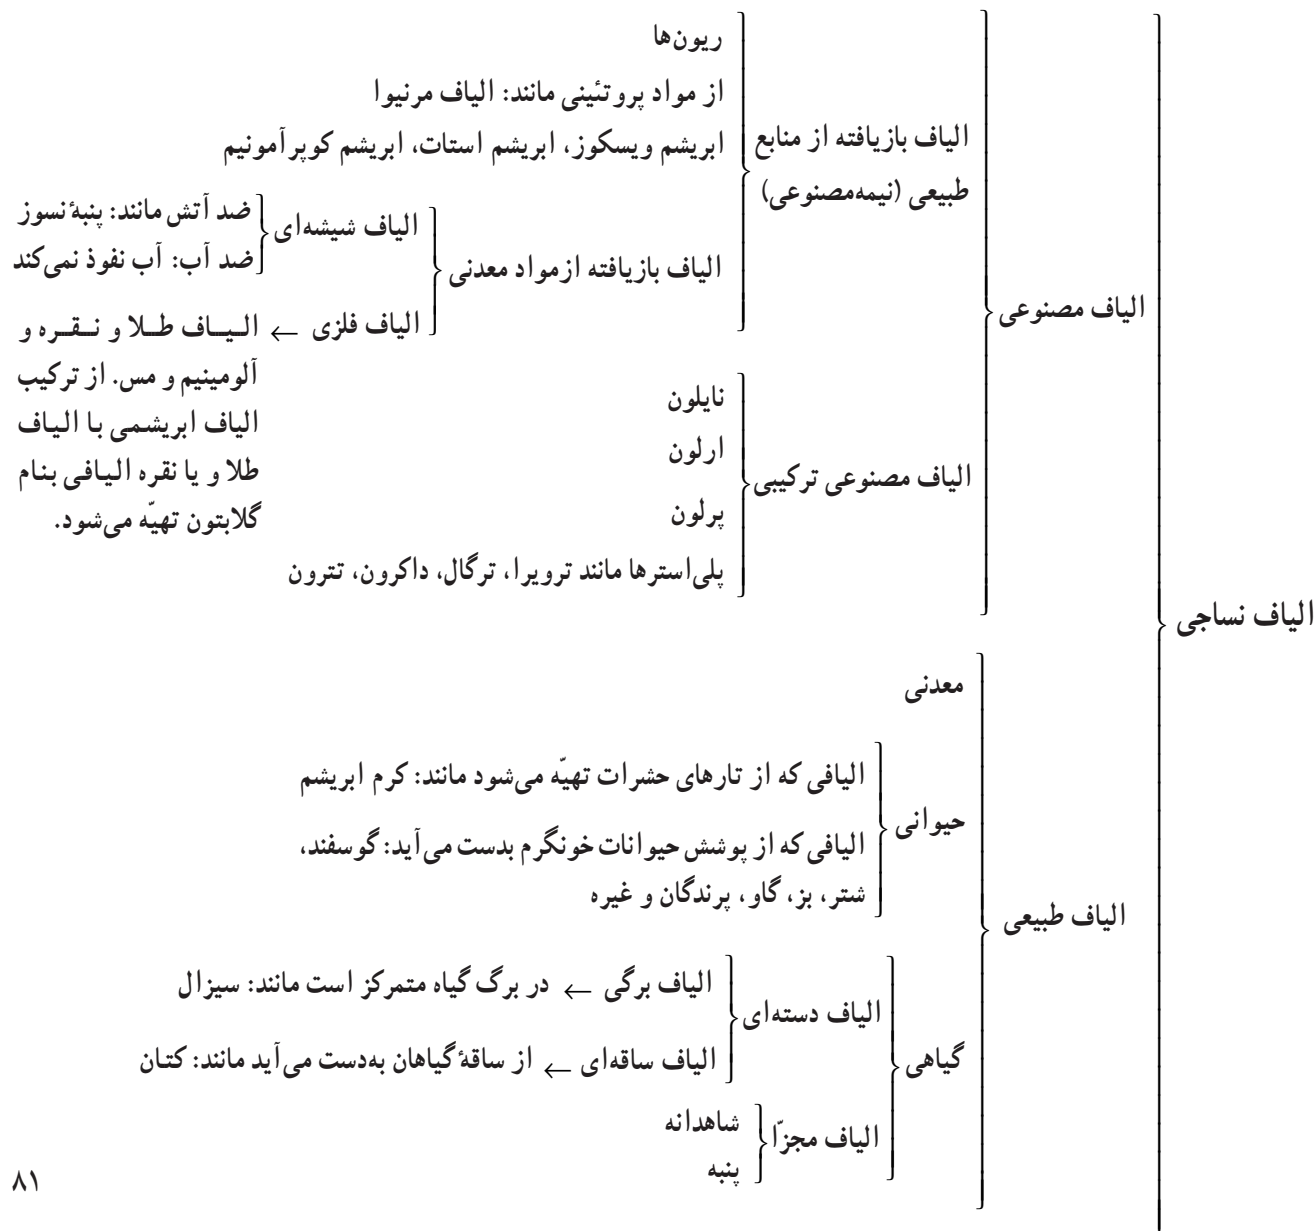 الیاف نساجی
الیاف مصنوعی
الیاف بازیافته از منابع
طبیعی (نیمه‌مصنوعی)
ریون‌ها
از مواد پروتئینی مانند: الیاف مرنیوا
ابریشم ویسکوز، ابریشم استات، ابریشم کوپرآمونیم
الیاف بازیافته ازمواد معدنی
الیاف شیشه‌ای
ضد آتش مانند: پنبهٔ نسوز
ضد آب: آب نفوذ نمی‌کند
الیاف فلزی ← الیاف طلا و نقره و
آلومینیم و مس. از ترکیب
الیاف ابریشمی با الیاف
طلا و یا نقره الیافی بنام
گلابتون تهیّه می‌شود.
الیاف مصنوعی ترکیبی
نایلون
ارلون
پرلون
پلی‌استرها مانند ترویرا، ترگال، داکرون، تترون
الیاف طبیعی
معدنی
حیوانی
الیافی که از تارهای حشرات تهیّه می‌شود مانند: کرم ابریشم
الیافی که از پوشش حیوانات خونگرم بدست می‌آید: گوسفند،
شتر، بز، گاو، پرندگان و غیره
گیاهی
الیاف دسته‌ای
الیاف برگی ← در برگ گیاه متمرکز است مانند: سیزال
الیاف ساقه‌ای ← از ساقهٔ گیاهان به‌دست می‌آید مانند: کتان
الیاف مجزّا
شاهدانه
پنبه
۸۱